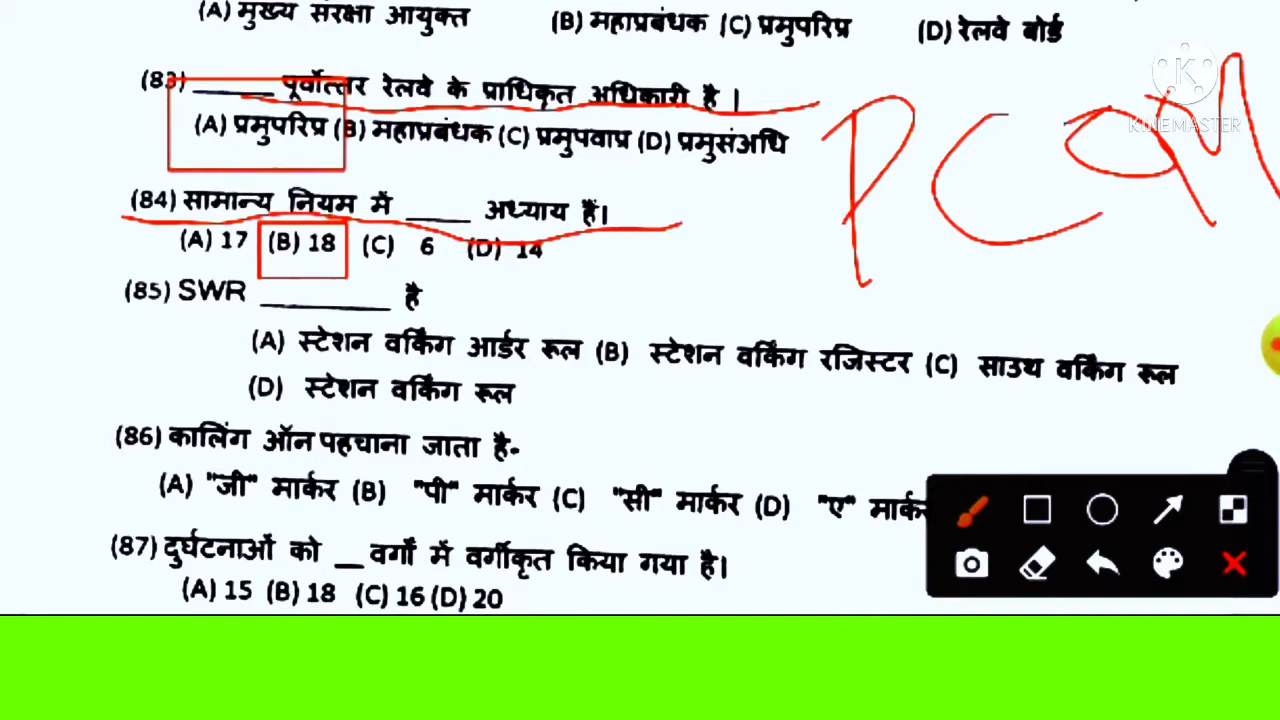 (A) मुख्य संरक्षा आयुक्त (B) महाप्रबंधक (C) प्रमुपरिप्र (D) रेलवे बोर्ड
(83) ________ पूर्वोत्तर रेलवे के प्राधिकृत अधिकारी है ।
(A) प्रमुपरिप्र (B) महाप्रबंधक (C) प्रमुपवाप्र (D) प्रमुसंअधि
(84) सामान्य नियम में ____ अध्याय हैं।
(A) 17 (B) 18 (C) 6 (D) 14
(85) SWR __________ है
(A) स्टेशन वर्किंग आर्डर रूल (B) स्टेशन वर्किंग रजिस्टर (C) साउथ वर्किंग रूल
(D) स्टेशन वर्किंग रूल
(86) कालिंग ऑन पहचाना जाता है-
(A) "जी" मार्कर (B) "पी" मार्कर (C) "सी" मार्कर (D) "ए" मार्कर
(87) दुर्घटनाओं को __ वर्गों में वर्गीकृत किया गया है।
(A) 15 (B) 18 (C) 16 (D) 20
PCOM
K
KINEMASTER